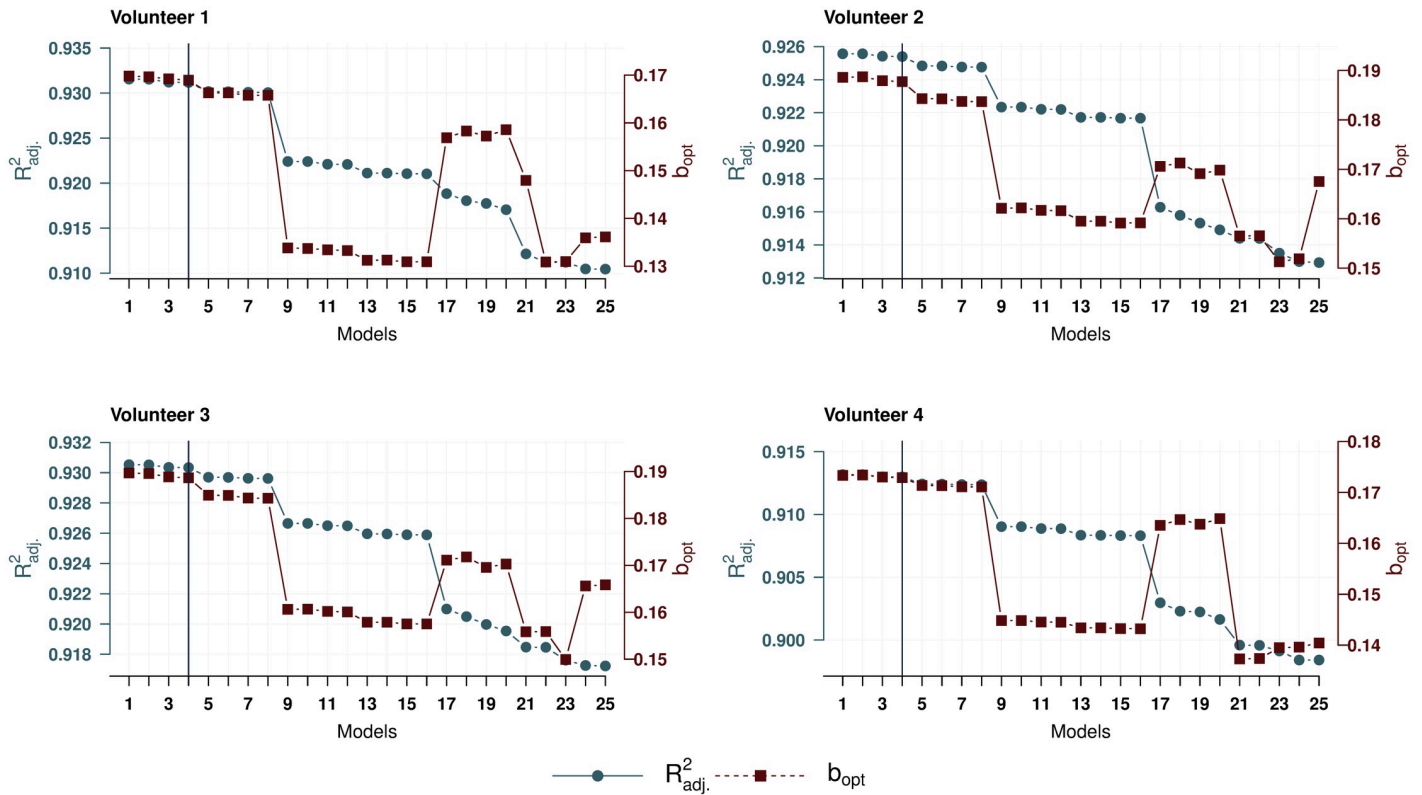 Volunteer 1
0.935
0.930
0.925
0.920
0.915
0.910
R²adj.
0.17
0.16
0.15
0.14
0.13
bopt
1 3 5 7 9 11 13 15 17 19 21 23 25
Models
Volunteer 2
0.926
0.924
0.922
0.920
0.918
0.916
0.914
0.912
R²adj.
0.19
0.18
0.17
0.16
0.15
bopt
1 3 5 7 9 11 13 15 17 19 21 23 25
Models
Volunteer 3
0.932
0.930
0.928
0.926
0.924
0.922
0.920
0.918
R²adj.
0.19
0.18
0.17
0.16
0.15
bopt
1 3 5 7 9 11 13 15 17 19 21 23 25
Models
Volunteer 4
0.915
0.910
0.905
0.900
R²adj.
0.18
0.17
0.16
0.15
0.14
bopt
1 3 5 7 9 11 13 15 17 19 21 23 25
Models
R²adj. bopt